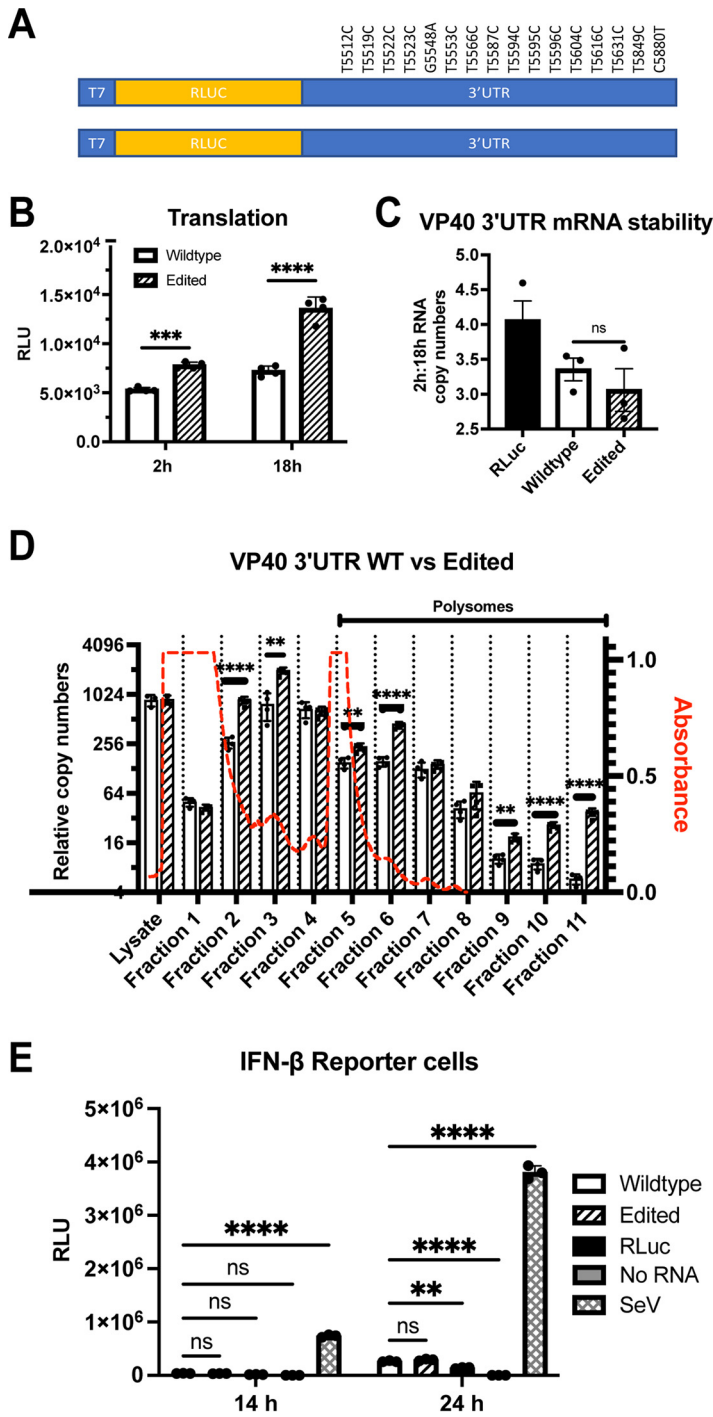 A
T5512C
T5519C
T5522C
T5523C
G5548A
T5553C
T5566C
T5587C
T5594C
T5595C
T5596C
T5604C
T5616C
T5631C
T5849C
C5880T
T7 RLUC 3'UTR
T7 RLUC 3'UTR
B
Translation
Wildtype
Edited
RLU
2.0×10⁴
1.5×10⁴
1.0×10⁴
5.0×10³
0.0
***
****
2h 18h
C
VP40 3'UTR mRNA stability
2h:18h RNA
copy numbers
5.0
4.5
4.0
3.5
3.0
2.5
ns
RLuc
Wildtype
Edited
D
VP40 3'UTR WT vs Edited
Polysomes
Relative copy numbers
4096
1024
256
64
16
4
****
**
**
****
**
****
****
1.0
0.5
0.0
Absorbance
Lysate
Fraction 1
Fraction 2
Fraction 3
Fraction 4
Fraction 5
Fraction 6
Fraction 7
Fraction 8
Fraction 9
Fraction 10
Fraction 11
E
IFN-β Reporter cells
RLU
5×10⁶
4×10⁶
3×10⁶
2×10⁶
1×10⁶
0
****
ns
ns
ns
****
****
**
ns
14 h 24 h
Wildtype
Edited
RLuc
No RNA
SeV